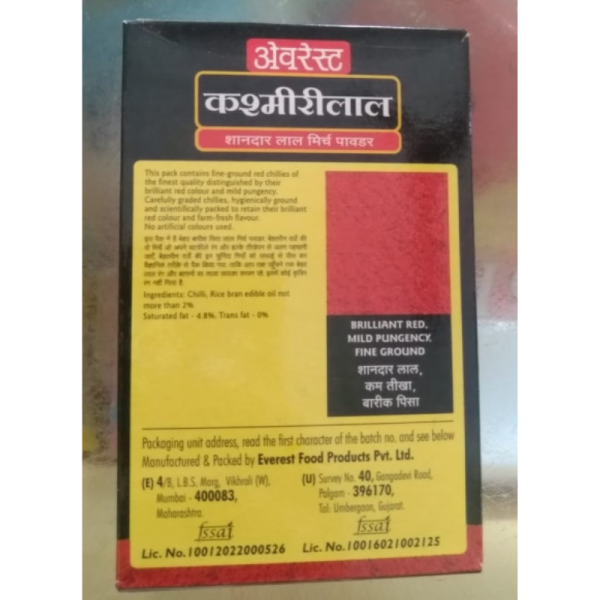 अेवरेस्ट
कश्मीरीलाल
शानदार लाल मिर्च पावडर
This pack contains fine-ground red chillies of
the finest quality distinguished by their
brilliant red colour and mild pungency.
Carefully graded chillies, hygienically ground
and scientifically packed to retain their brilliant
red colour and farm-fresh flavour.
No artificial colours used.
Ingredients: Chilli, Rice bran edible oil not
more than 2%
Saturated fat - 4.8%. Trans fat - 0%
BRILLIANT RED,
MILD PUNGENCY,
FINE GROUND
शानदार लाल,
कम तीखा,
बारीक पिसा
Packaging unit address, read the first character of the batch no. and see below
Manufactured & Packed by Everest Food Products Pvt. Ltd.
(E) 4/B, L.B.S. Marg, Vikhroli (W),
Mumbai - 400083,
Maharashtra.
fssai
Lic. No.10012022000526
(U) Survey No. 40, Gangadevi Road,
Palgam - 396170,
Tal: Umbergaon, Gujarat.
fssai
Lic. No.10016021002125